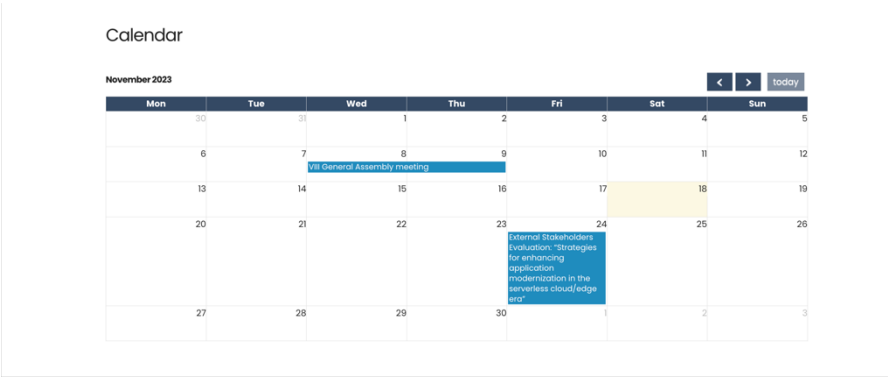 Calendar
November 2023
< > today
Mon Tue Wed Thu Fri Sat Sun
30 31 1 2 3 4 5
6 7 8 9 10 11 12
VIII General Assembly meeting
13 14 15 16 17 18 19
20 21 22 23 24 25 26
External Stakeholders
Evaluation: "Strategies
for enhancing
application
modernization in the
serverless cloud/edge
era"
27 28 29 30 1 2 3